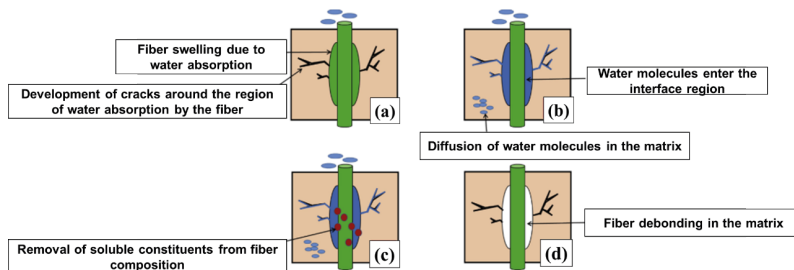 Fiber swelling due to
water absorption
Development of cracks around the region
of water absorption by the fiber
(a)
Water molecules enter the
interface region
(b)
Diffusion of water molecules in the matrix
Removal of soluble constituents from fiber
composition
(c)
Fiber debonding in the matrix
(d)